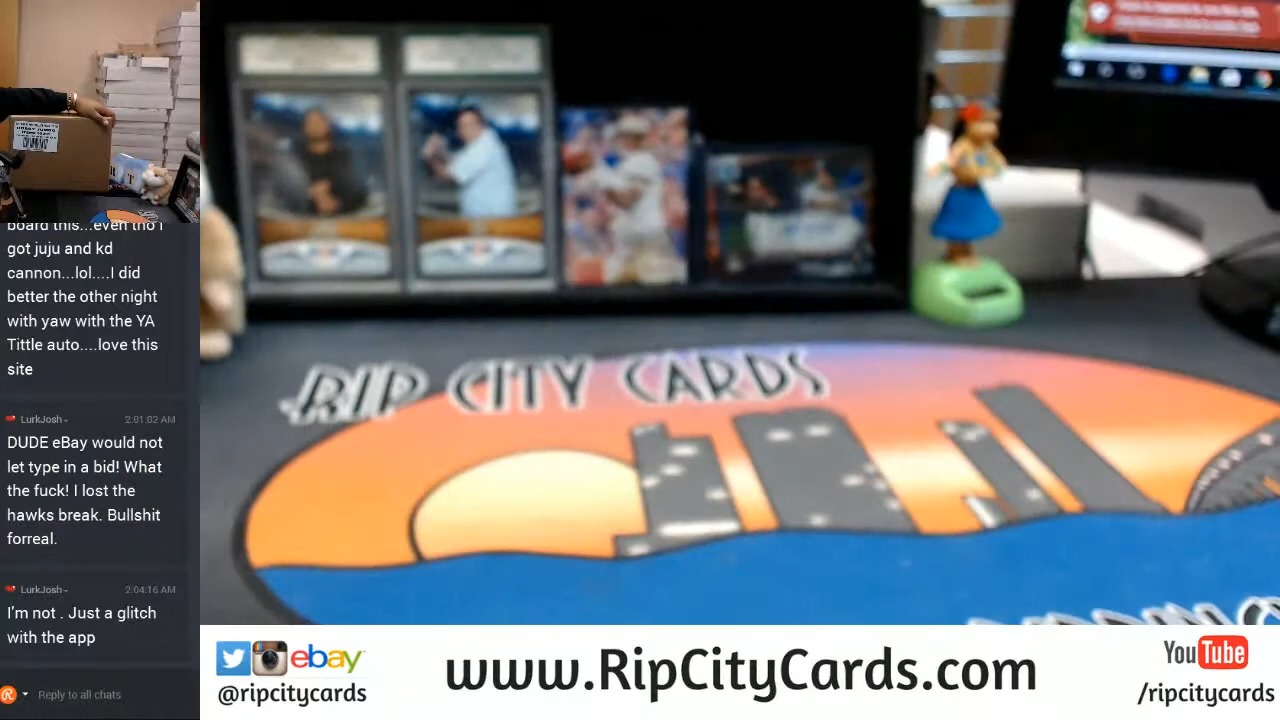 board this...even tho i
got juju and kd
cannon...lol....I did
better the other night
with yaw with the YA
Tittle auto....love this
site
LurkJosh
2:01:02 AM
DUDE eBay would not
let type in a bid! What
the fuck! I lost the
hawks break. Bullshit
forreal.
LurkJosh
2:04:16 AM
I'm not . Just a glitch
with the app
Reply to all chats
RIP CITY CARDS
ebay
@ripcitycards
www.RipCityCards.com
YouTube
/ripcitycards